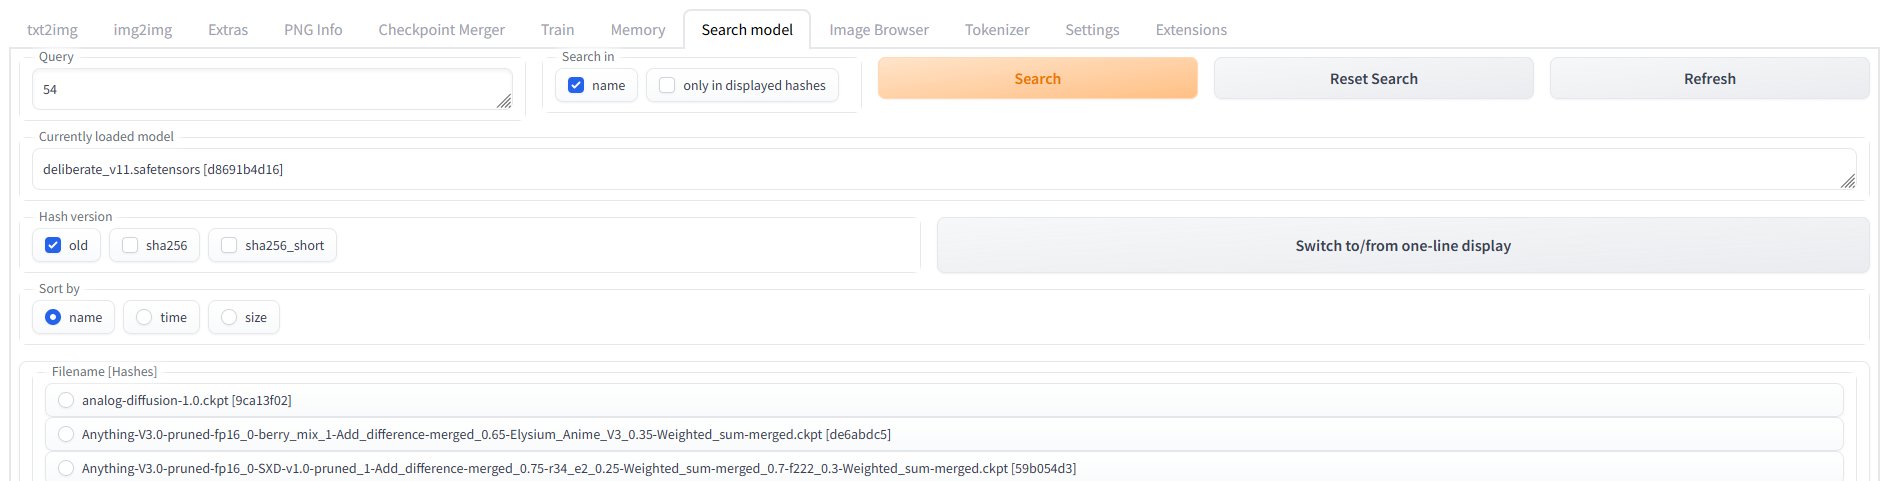 txt2img img2img Extras PNG Info Checkpoint Merger Train Memory Search model Image Browser Tokenizer Settings Extensions
Query
54
Search in
name only in displayed hashes
Search Reset Search Refresh
Currently loaded model
deliberate_v11.safetensors [d8691b4d16]
Hash version
old sha256 sha256_short
Switch to/from one-line display
Sort by
name time size
Filename [Hashes]
analog-diffusion-1.0.ckpt [9ca13f02]
Anything-V3.0-pruned-fp16_0-berry_mix_1-Add_difference-merged_0.65-Elysium_Anime_V3_0.35-Weighted_sum-merged.ckpt [de6abdc5]
Anything-V3.0-pruned-fp16_0-SXD-v1.0-pruned_1-Add_difference-merged_0.75-r34_e2_0.25-Weighted_sum-merged_0.7-f222_0.3-Weighted_sum-merged.ckpt [59b054d3]